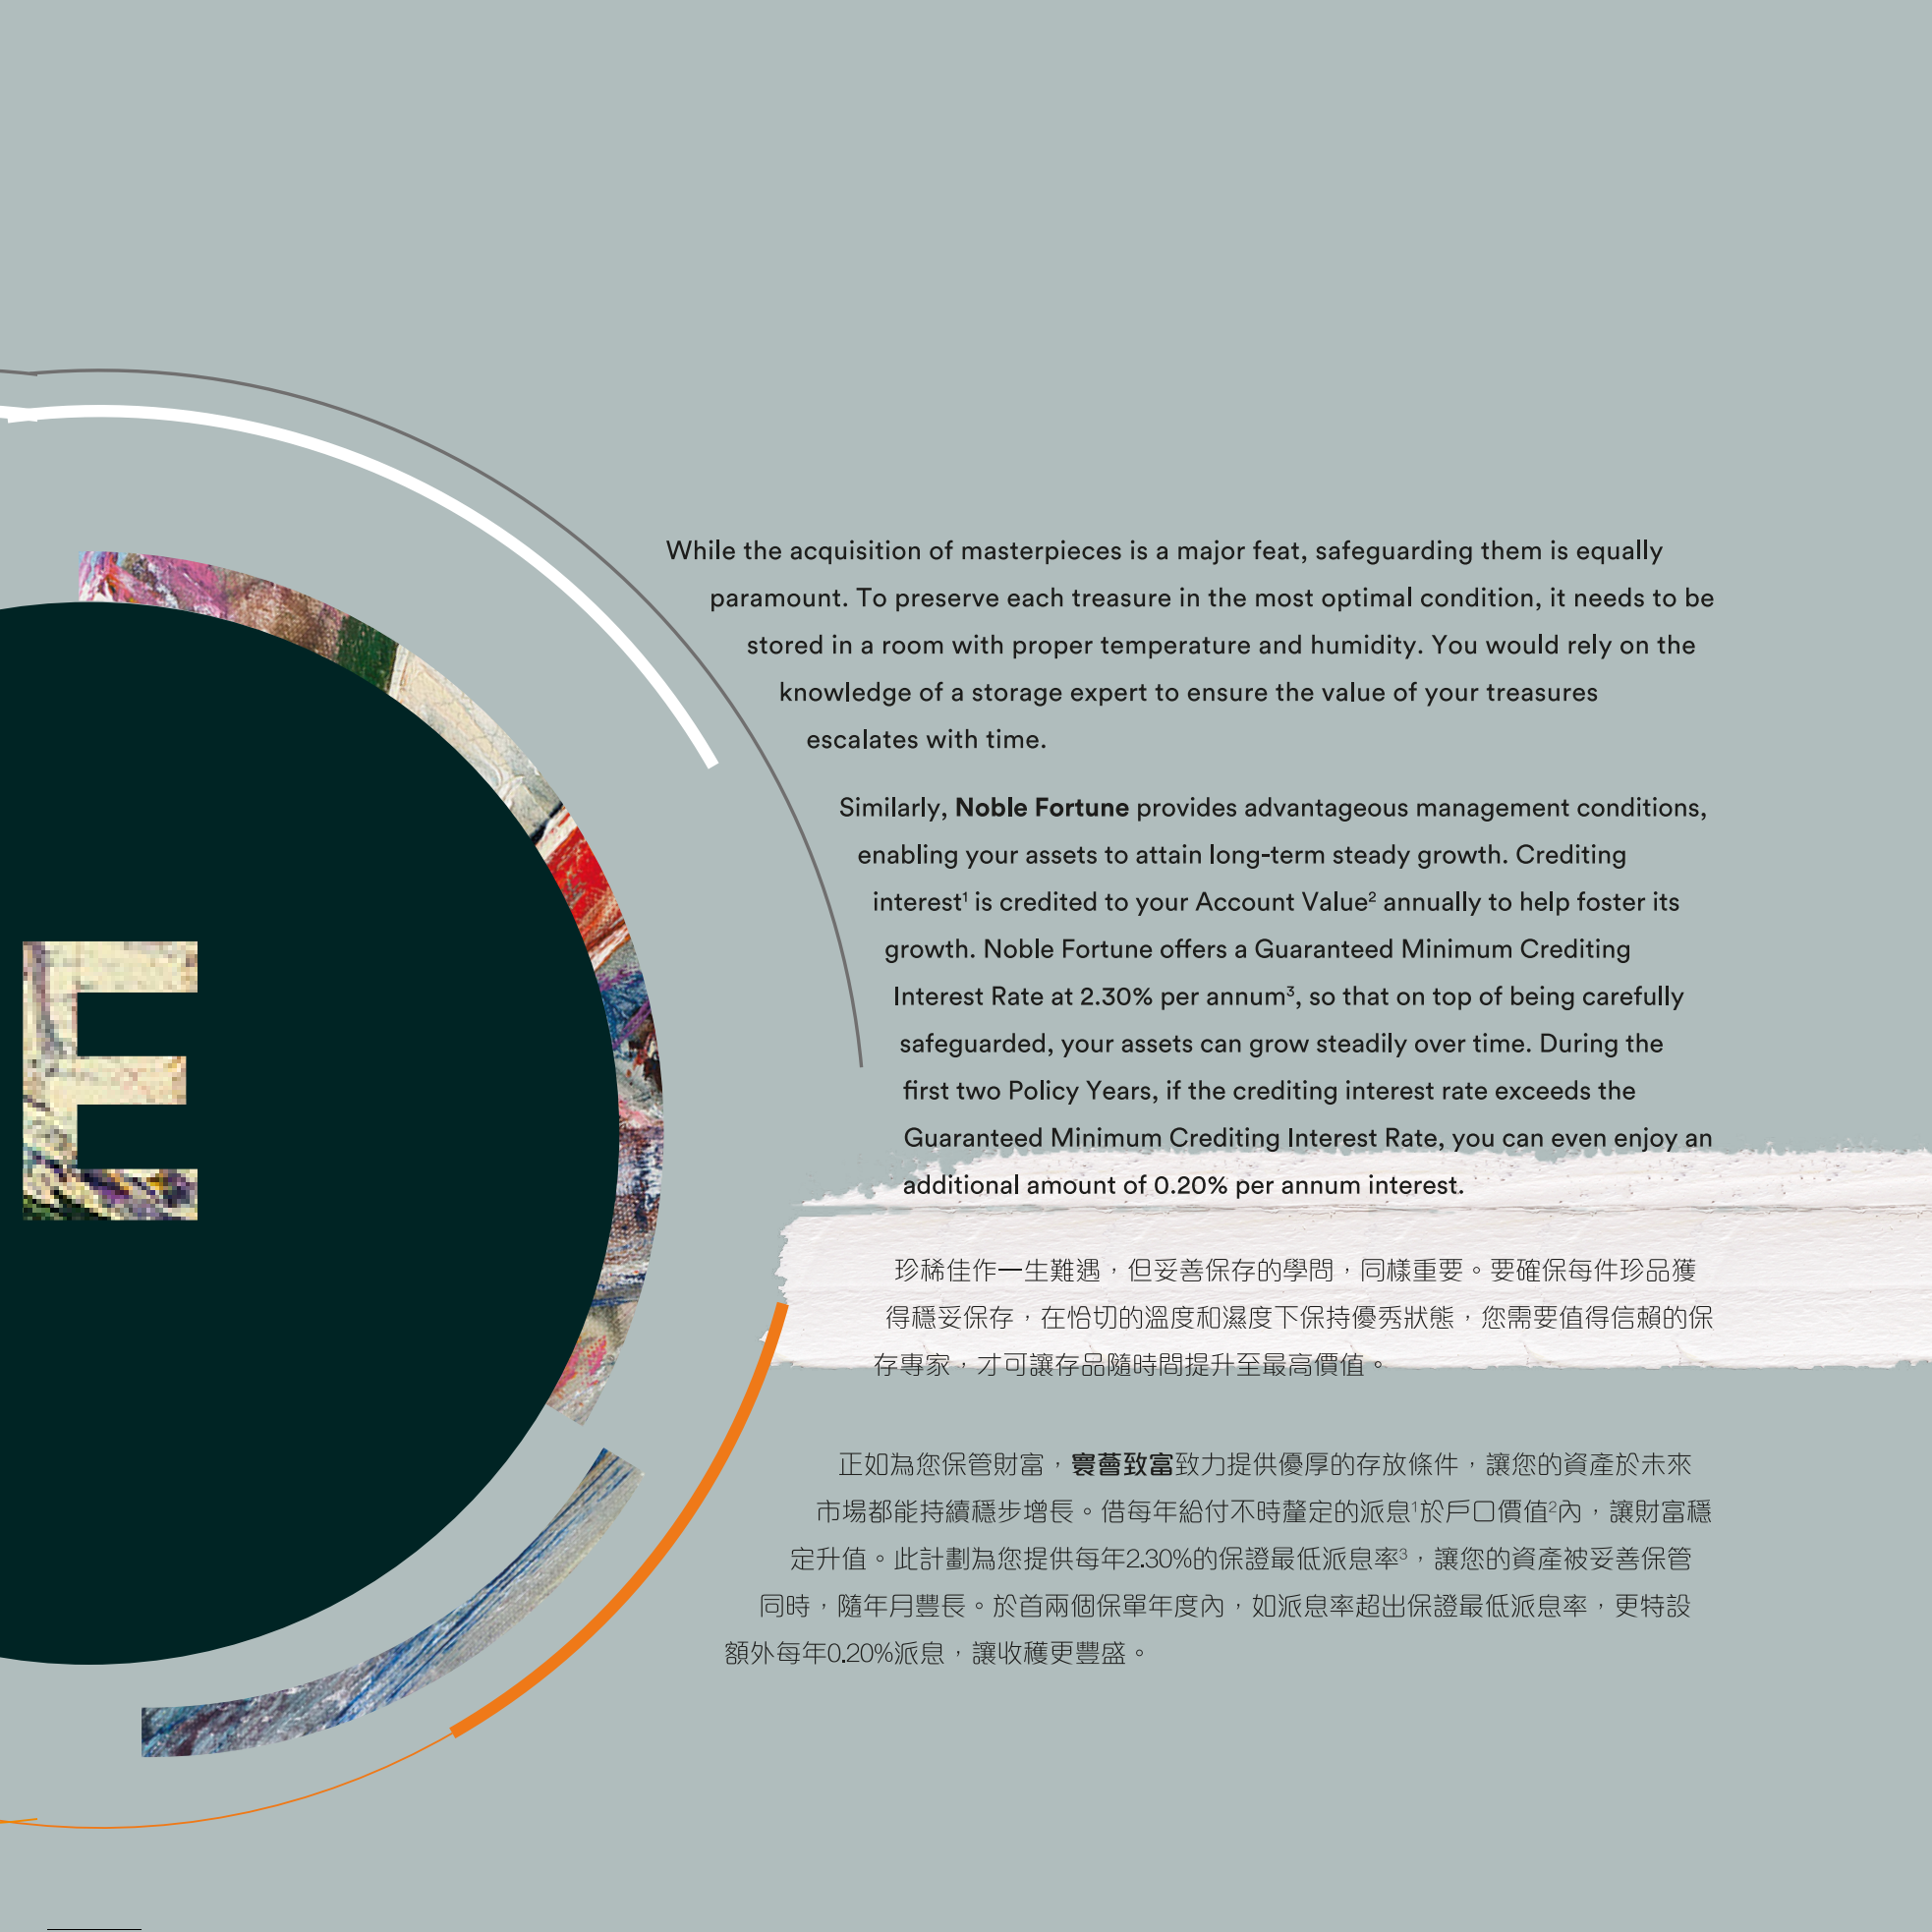 E
While the acquisition of masterpieces is a major feat, safeguarding them is equally
paramount. To preserve each treasure in the most optimal condition, it needs to be
stored in a room with proper temperature and humidity. You would rely on the
knowledge of a storage expert to ensure the value of your treasures
escalates with time.
Similarly, Noble Fortune provides advantageous management conditions,
enabling your assets to attain long-term steady growth. Crediting
interest¹ is credited to your Account Value² annually to help foster its
growth. Noble Fortune offers a Guaranteed Minimum Crediting
Interest Rate at 2.30% per annum³, so that on top of being carefully
safeguarded, your assets can grow steadily over time. During the
first two Policy Years, if the crediting interest rate exceeds the
Guaranteed Minimum Crediting Interest Rate, you can even enjoy an
additional amount of 0.20% per annum interest.
珍稀佳作一生難遇，但妥善保存的學問，同樣重要。要確保每件珍品獲
得穩妥保存，在恰切的溫度和濕度下保持優秀狀態，您需要值得信賴的保
存專家，才可讓存品隨時間提升至最高價值。
正如為您保管財富，寰薈致富致力提供優厚的存放條件，讓您的資產於未來
市場都能持續穩步增長。借每年給付不時釐定的派息¹於戶口價值²內，讓財富穩
定升值。此計劃為您提供每年2.30%的保證最低派息率³，讓您的資產被妥善保管
同時，隨年月豐長。於首兩個保單年度內，如派息率超出保證最低派息率，更特設
額外每年0.20%派息，讓收穫更豐盛。